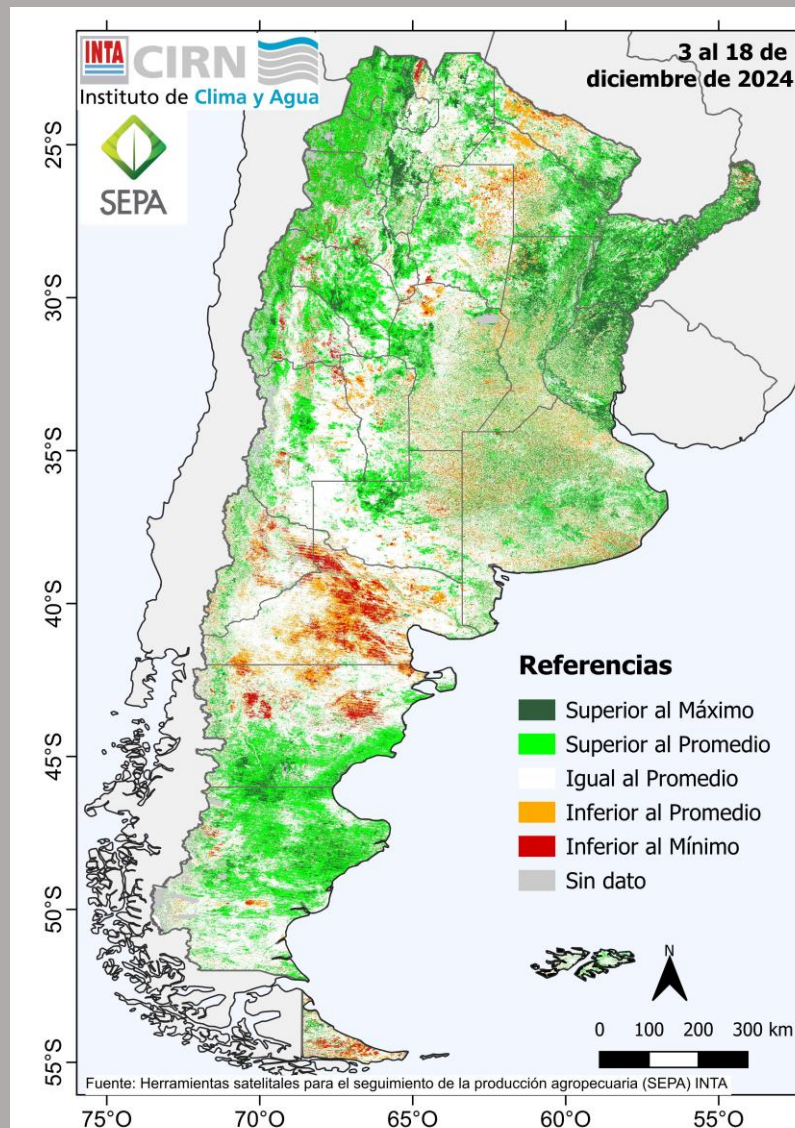 INTA
CIRN
Instituto de Clima y Agua
SEPA
3 al 18 de
diciembre de 2024
25°S
30°S
35°S
40°S
45°S
50°S
55°S
Referencias
Superior al Máximo
Superior al Promedio
Igual al Promedio
Inferior al Promedio
Inferior al Mínimo
Sin dato
N
0 100 200 300 km
Fuente: Herramientas satelitales para el seguimiento de la producción agropecuaria (SEPA) INTA
75°O 70°O 65°O 60°O 55°O